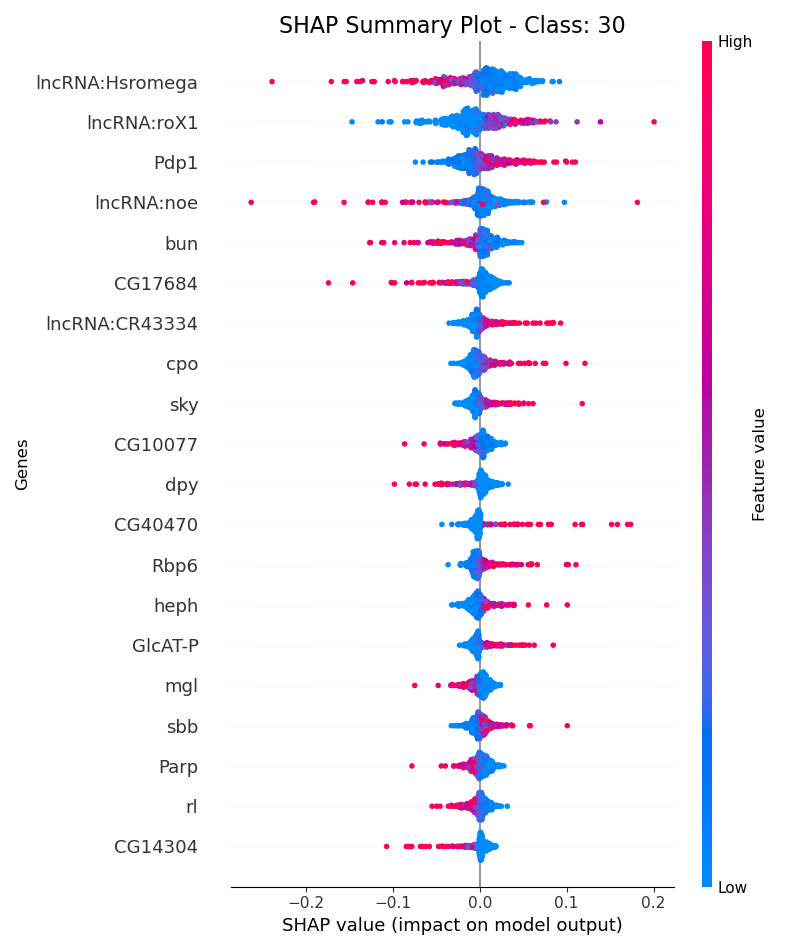 SHAP Summary Plot - Class: 30
High
lncRNA:Hsromega
lncRNA:roX1
Pdp1
lncRNA:noe
bun
CG17684
lncRNA:CR43334
cpo
sky
CG10077
dpy
CG40470
Rbp6
heph
GlcAT-P
mgl
sbb
Parp
rl
CG14304
Genes
Feature value
Low
−0.2 −0.1 0.0 0.1 0.2
SHAP value (impact on model output)